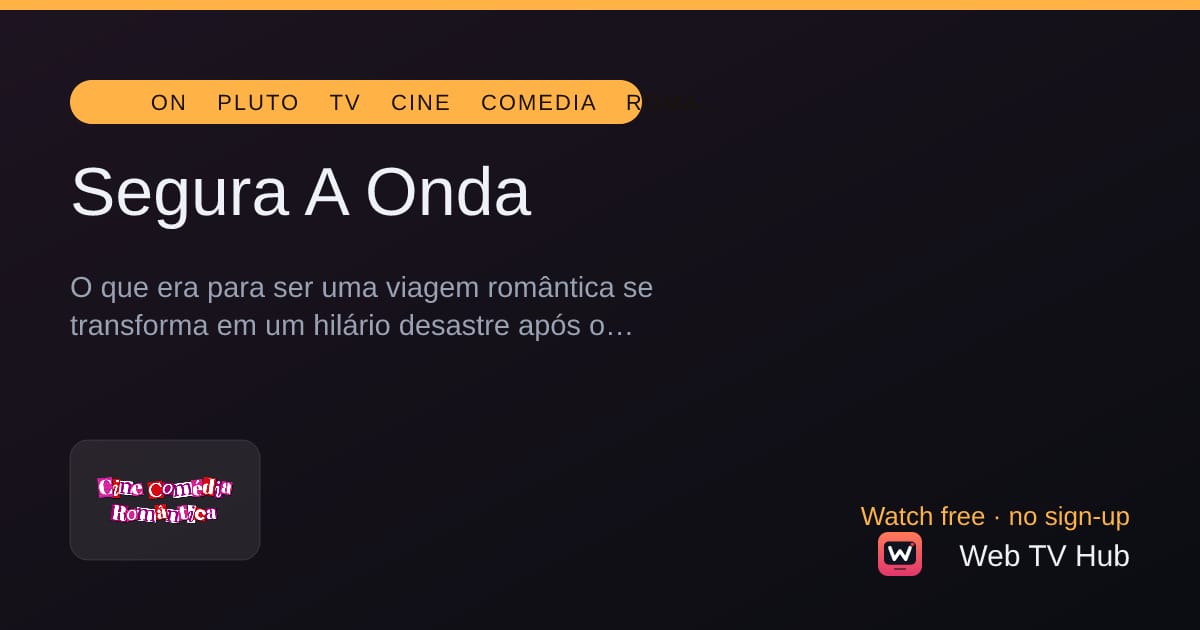 ON PLUTO TV CINE COMEDIA
Segura A Onda
O que era para ser uma viagem romântica se
transforma em um hilário desastre após o…
Cine Comédia
Romântica
Watch free · no sign-up
W
Web TV Hub